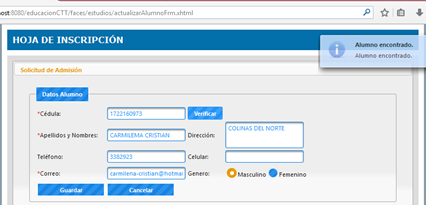 ost:8080/educacionCTT/faces/estudios/actualizarAlumnoFrm.xhtml
HOJA DE INSCRIPCIÓN
Alumno encontrado.
Alumno encontrado.
Solicitud de Admisión
Datos Alumno
*Cédula: 1722160973 Verificar
*Apellidos y Nombres: CARMILEMA CRISTIAN Dirección: COLINAS DEL NORTE
Teléfono: 3382923 Celular:
*Correo: carmilema-cristian@hotmai Genero: Masculino Femenino
Guardar Cancelar